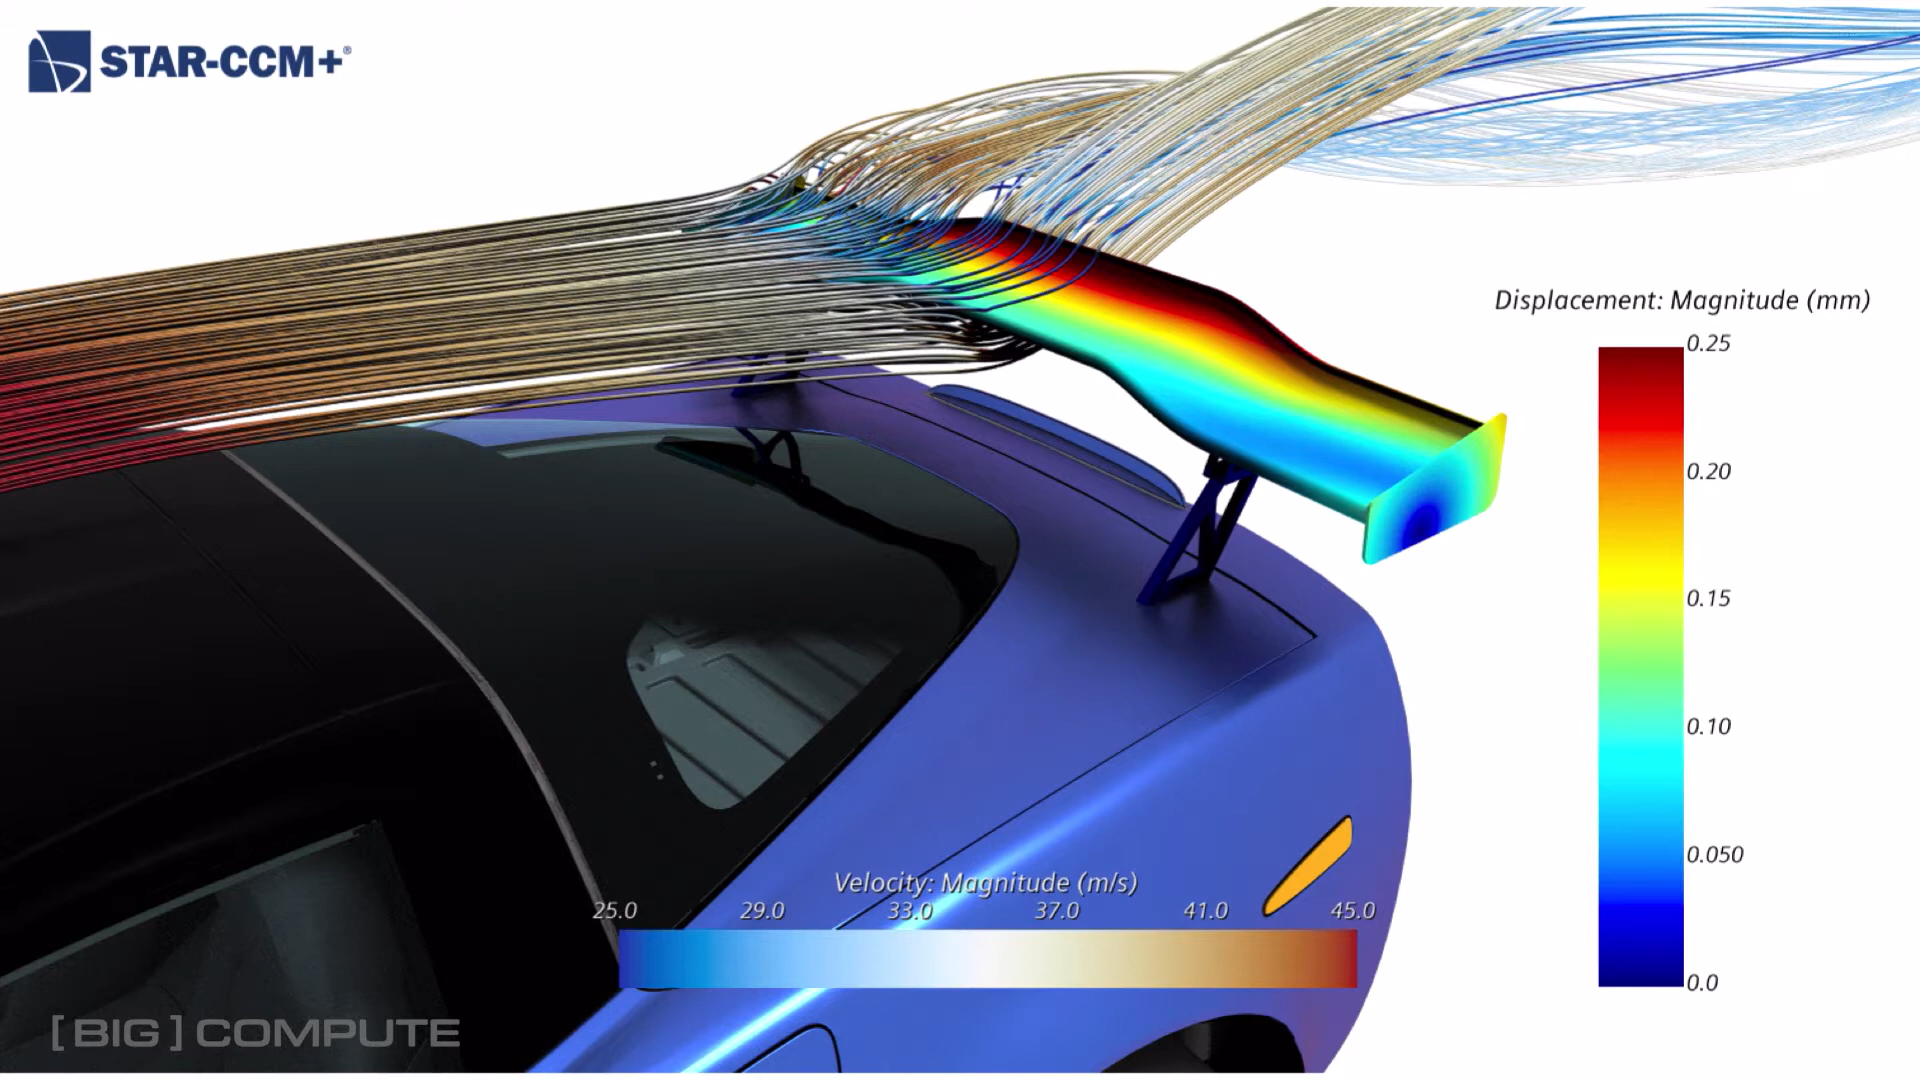 STAR-CCM+®
Displacement: Magnitude (mm)
0.25
0.20
0.15
0.10
0.050
0.0
Velocity: Magnitude (m/s)
25.0 29.0 33.0 37.0 41.0 45.0
[BIG] COMPUTE